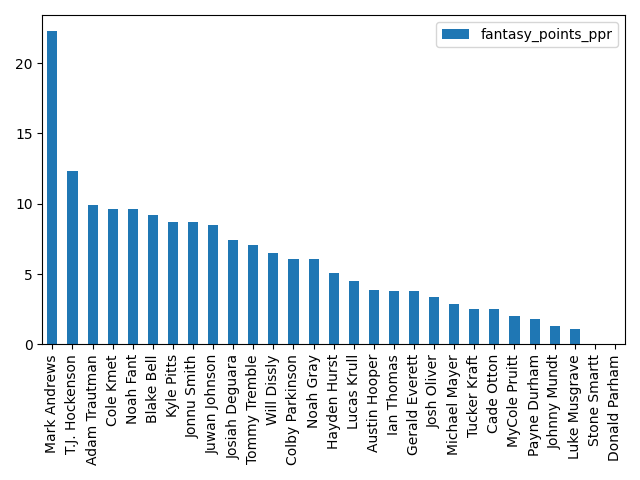 fantasy_points_ppr
20
15
10
5
0
Mark Andrews
T.J. Hockenson
Adam Trautman
Cole Kmet
Noah Fant
Blake Bell
Kyle Pitts
Jonnu Smith
Juwan Johnson
Josiah Deguara
Tommy Tremble
Will Dissly
Colby Parkinson
Noah Gray
Hayden Hurst
Lucas Krull
Austin Hooper
Ian Thomas
Gerald Everett
Josh Oliver
Michael Mayer
Tucker Kraft
Cade Otton
MyCole Pruitt
Payne Durham
Johnny Mundt
Luke Musgrave
Stone Smartt
Donald Parham